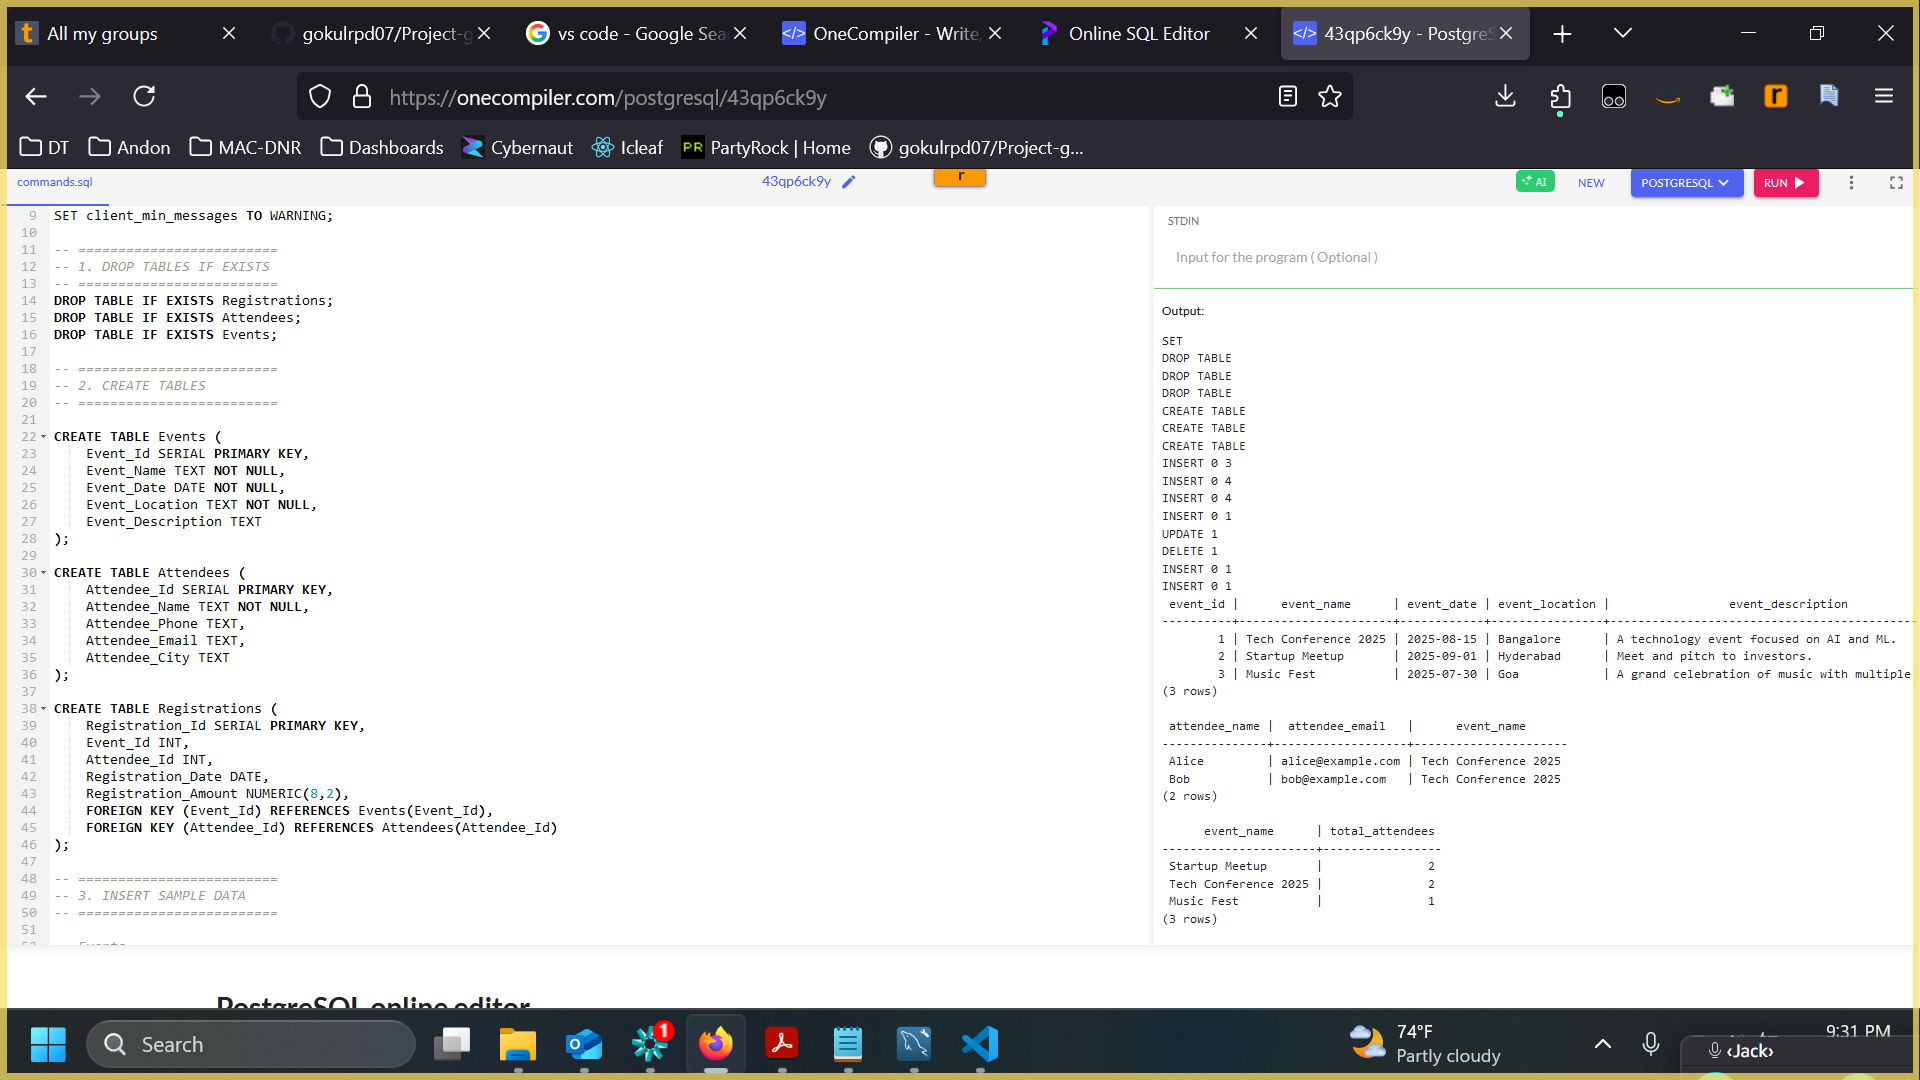 All my groups
gokulrpd07/Project-g
vs code - Google Sea
OneCompiler - Write,
Online SQL Editor
43qp6ck9y - PostgreS
https://onecompiler.com/postgresql/43qp6ck9y
DT
Andon
MAC-DNR
Dashboards
Cybernaut
Icleaf
PR PartyRock | Home
gokulrpd07/Project-g...
commands.sql
43qp6ck9y
r
AI
NEW
POSTGRESQL
RUN
9 SET client_min_messages TO WARNING;
10
11 -- =========================
12 -- 1. DROP TABLES IF EXISTS
13 -- =========================
14 DROP TABLE IF EXISTS Registrations;
15 DROP TABLE IF EXISTS Attendees;
16 DROP TABLE IF EXISTS Events;
17
18 -- =========================
19 -- 2. CREATE TABLES
20 -- =========================
21
22 CREATE TABLE Events (
23 Event_Id SERIAL PRIMARY KEY,
24 Event_Name TEXT NOT NULL,
25 Event_Date DATE NOT NULL,
26 Event_Location TEXT NOT NULL,
27 Event_Description TEXT
28 );
29
30 CREATE TABLE Attendees (
31 Attendee_Id SERIAL PRIMARY KEY,
32 Attendee_Name TEXT NOT NULL,
33 Attendee_Phone TEXT,
34 Attendee_Email TEXT,
35 Attendee_City TEXT
36 );
37
38 CREATE TABLE Registrations (
39 Registration_Id SERIAL PRIMARY KEY,
40 Event_Id INT,
41 Attendee_Id INT,
42 Registration_Date DATE,
43 Registration_Amount NUMERIC(8,2),
44 FOREIGN KEY (Event_Id) REFERENCES Events(Event_Id),
45 FOREIGN KEY (Attendee_Id) REFERENCES Attendees(Attendee_Id)
46 );
47
48 -- =========================
49 -- 3. INSERT SAMPLE DATA
50 -- =========================
51
STDIN
Input for the program ( Optional )
Output:
SET
DROP TABLE
DROP TABLE
DROP TABLE
CREATE TABLE
CREATE TABLE
CREATE TABLE
INSERT 0 3
INSERT 0 4
INSERT 0 4
INSERT 0 1
UPDATE 1
DELETE 1
INSERT 0 1
INSERT 0 1
event_id | event_name | event_date | event_location | event_description
1 | Tech Conference 2025 | 2025-08-15 | Bangalore | A technology event focused on AI and ML.
2 | Startup Meetup | 2025-09-01 | Hyderabad | Meet and pitch to investors.
3 | Music Fest | 2025-07-30 | Goa | A grand celebration of music with multiple
(3 rows)
attendee_name | attendee_email | event_name
Alice | alice@example.com | Tech Conference 2025
Bob | bob@example.com | Tech Conference 2025
(2 rows)
event_name | total_attendees
Startup Meetup | 2
Tech Conference 2025 | 2
Music Fest | 1
(3 rows)
PostgreSQL online editor
Search
1
74°F
Partly cloudy
9:31 PM
‹Jack›